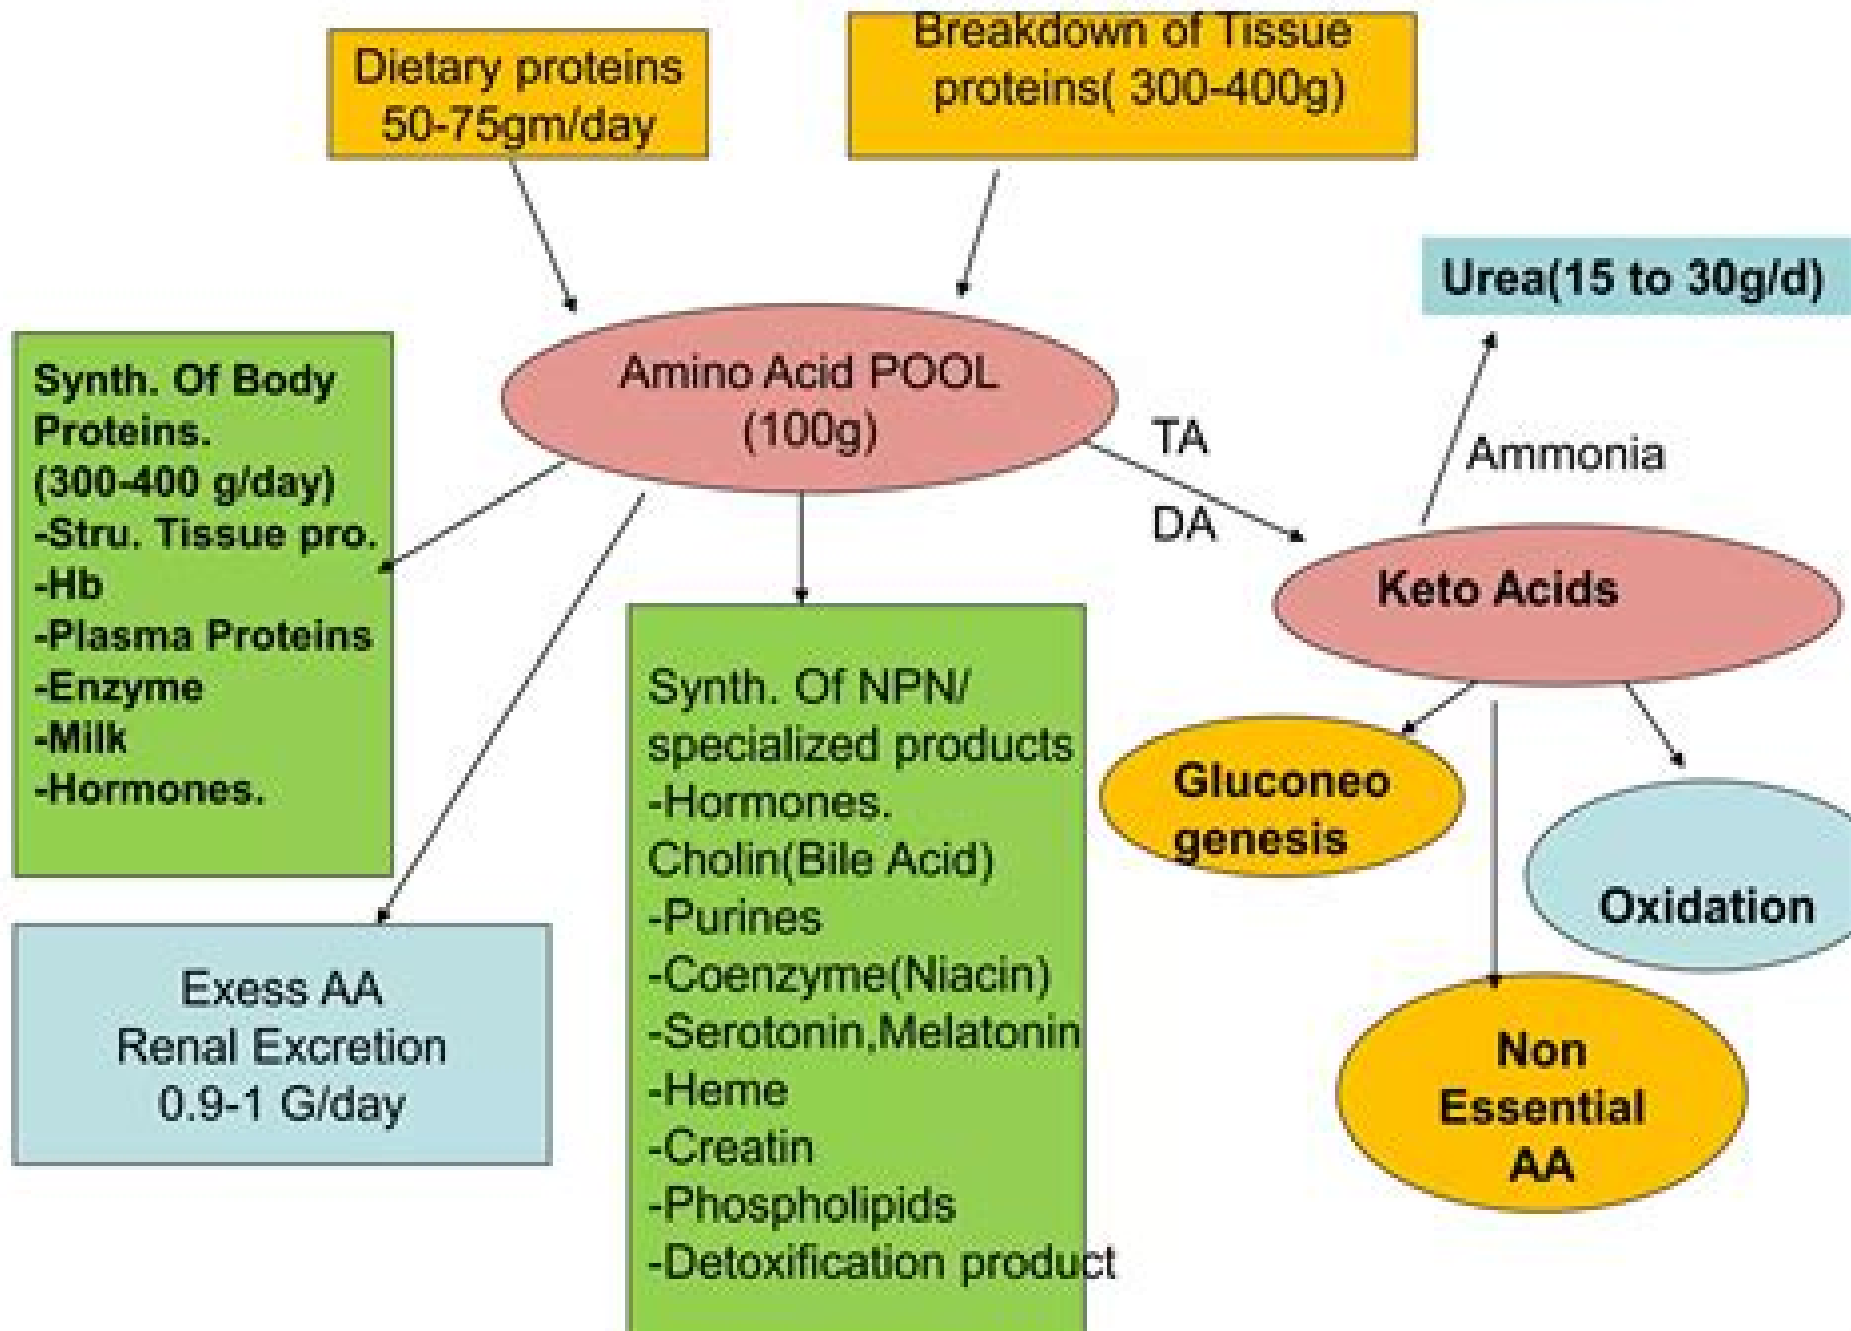 Dietary proteins
50-75gm/day
Breakdown of Tissue
proteins( 300-400g)
Urea(15 to 30g/d)
Amino Acid POOL
(100g)
TA
DA
Ammonia
Synth. Of Body
Proteins.
(300-400 g/day)
-Stru. Tissue pro.
-Hb
-Plasma Proteins
-Enzyme
-Milk
-Hormones.
Keto Acids
Synth. Of NPN/
specialized products
-Hormones.
Cholin(Bile Acid)
-Purines
-Coenzyme(Niacin)
-Serotonin,Melatonin
-Heme
-Creatin
-Phospholipids
-Detoxification product
Gluconeo
genesis
Oxidation
Exess AA
Renal Excretion
0.9-1 G/day
Non
Essential
AA